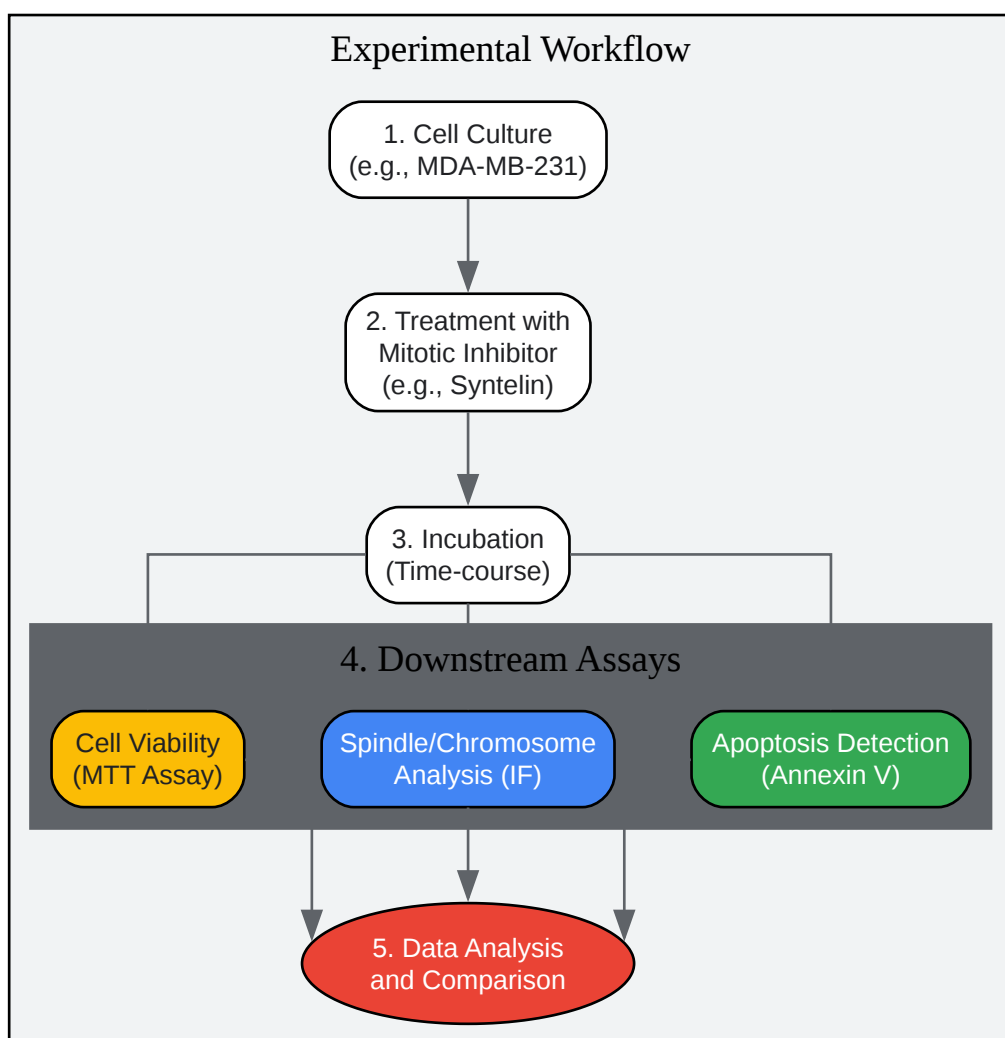 Experimental Workflow
1. Cell Culture
(e.g., MDA-MB-231)
2. Treatment with
Mitotic Inhibitor
(e.g., Syntelin)
3. Incubation
(Time-course)
4. Downstream Assays
Cell Viability
(MTT Assay)
Spindle/Chromosome
Analysis (IF)
Apoptosis Detection
(Annexin V)
5. Data Analysis
and Comparison